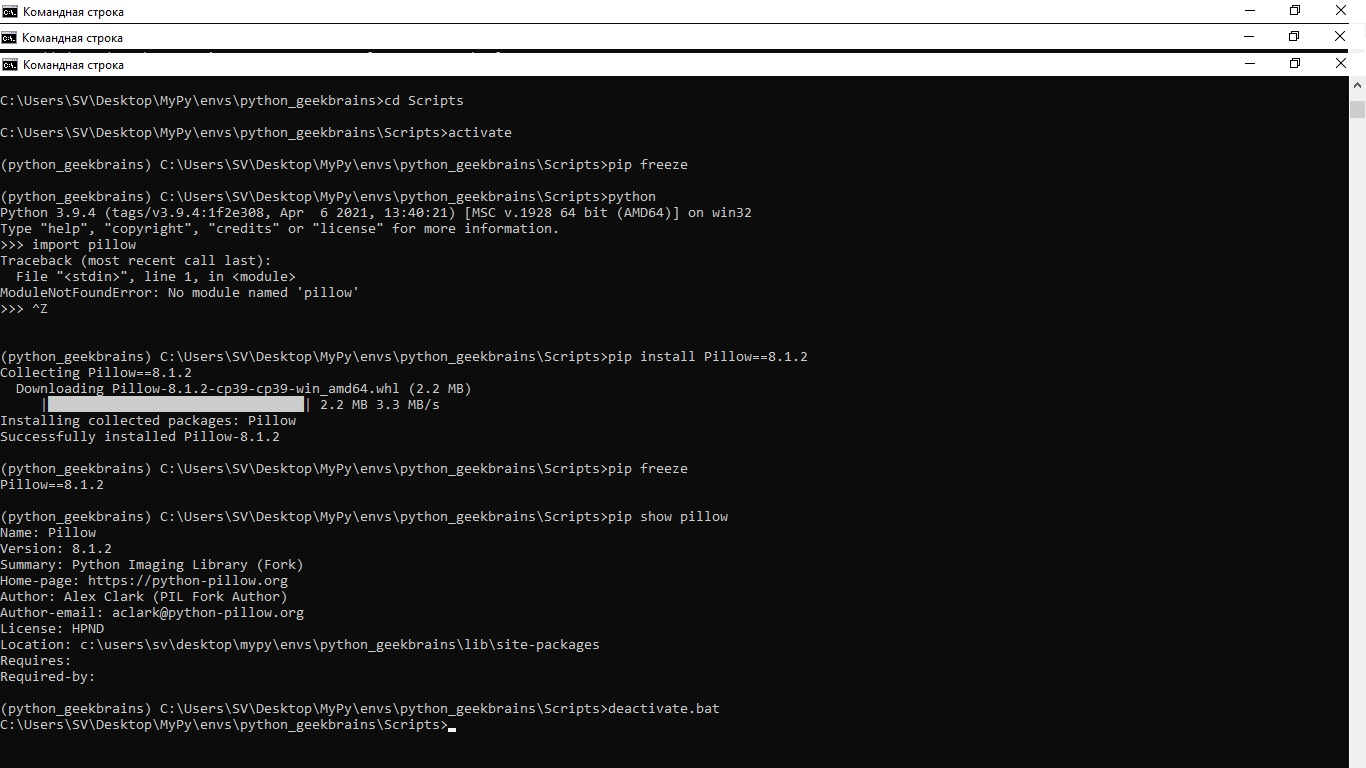 Командная строка
Командная строка
Командная строка
C:\Users\SV\Desktop\MyPy\envs\python_geekbrains>cd Scripts
C:\Users\SV\Desktop\MyPy\envs\python_geekbrains\Scripts>activate
(python_geekbrains) C:\Users\SV\Desktop\MyPy\envs\python_geekbrains\Scripts>pip freeze
(python_geekbrains) C:\Users\SV\Desktop\MyPy\envs\python_geekbrains\Scripts>python
Python 3.9.4 (tags/v3.9.4:1f2e308, Apr  6 2021, 13:40:21) [MSC v.1928 64 bit (AMD64)] on win32
Type "help", "copyright", "credits" or "license" for more information.
>>> import pillow
Traceback (most recent call last):
  File "<stdin>", line 1, in <module>
ModuleNotFoundError: No module named 'pillow'
>>> ^Z
(python_geekbrains) C:\Users\SV\Desktop\MyPy\envs\python_geekbrains\Scripts>pip install Pillow==8.1.2
Collecting Pillow==8.1.2
  Downloading Pillow-8.1.2-cp39-cp39-win_amd64.whl (2.2 MB)
     |████████████████████████████████| 2.2 MB 3.3 MB/s
Installing collected packages: Pillow
Successfully installed Pillow-8.1.2
(python_geekbrains) C:\Users\SV\Desktop\MyPy\envs\python_geekbrains\Scripts>pip freeze
Pillow==8.1.2
(python_geekbrains) C:\Users\SV\Desktop\MyPy\envs\python_geekbrains\Scripts>pip show pillow
Name: Pillow
Version: 8.1.2
Summary: Python Imaging Library (Fork)
Home-page: https://python-pillow.org
Author: Alex Clark (PIL Fork Author)
Author-email: aclark@python-pillow.org
License: HPND
Location: c:\users\sv\desktop\mypy\envs\python_geekbrains\lib\site-packages
Requires:
Required-by:
(python_geekbrains) C:\Users\SV\Desktop\MyPy\envs\python_geekbrains\Scripts>deactivate.bat
C:\Users\SV\Desktop\MyPy\envs\python_geekbrains\Scripts>